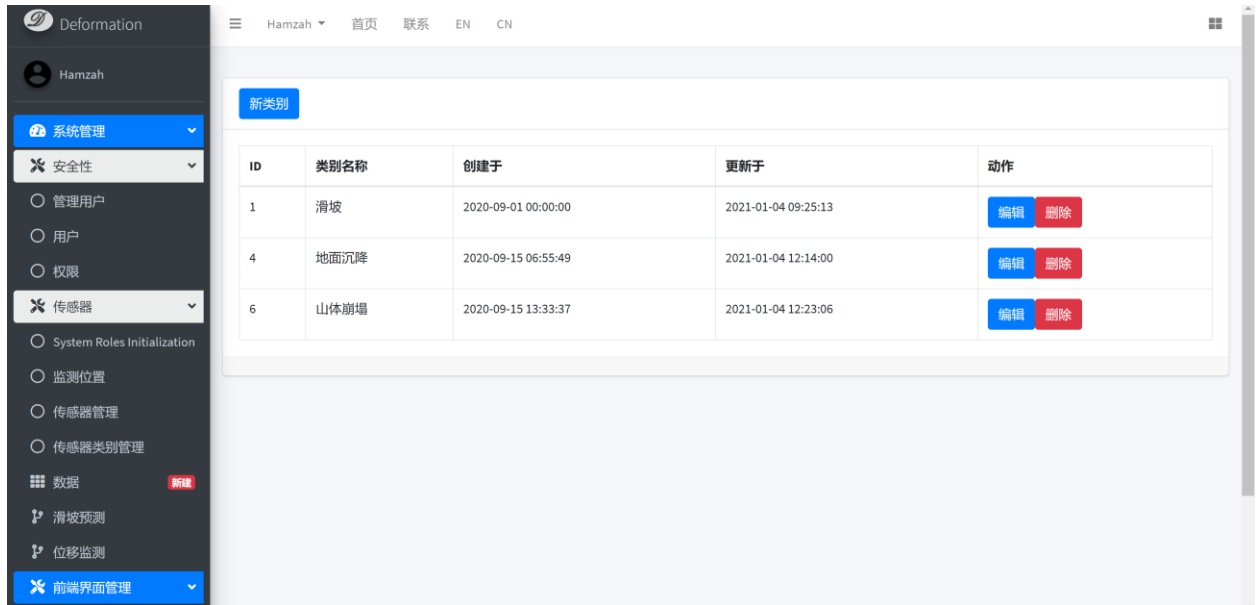 Deformation
Hamzah 首页 联系 EN CN
Hamzah
系统管理
安全性
管理用户
用户
权限
传感器
System Roles Initialization
监测位置
传感器管理
传感器类别管理
数据 新建
滑坡预测
位移监测
前端界面管理
新类别
ID 类别名称 创建于 更新于 动作
1 滑坡 2020-09-01 00:00:00 2021-01-04 09:25:13 编辑 删除
4 地面沉降 2020-09-15 06:55:49 2021-01-04 12:14:00 编辑 删除
6 山体崩塌 2020-09-15 13:33:37 2021-01-04 12:23:06 编辑 删除